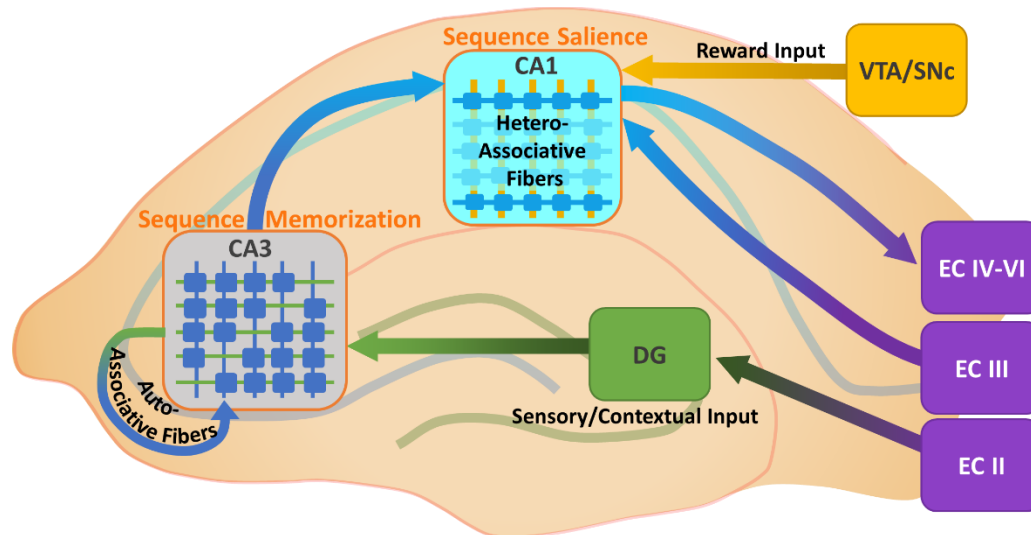 Sequence Salience
CA1
Hetero-
Associative
Fibers
Reward Input
VTA/SNc
Sequence Memorization
CA3
Auto-
Associative Fibers
DG
Sensory/Contextual Input
EC IV-VI
EC III
EC II